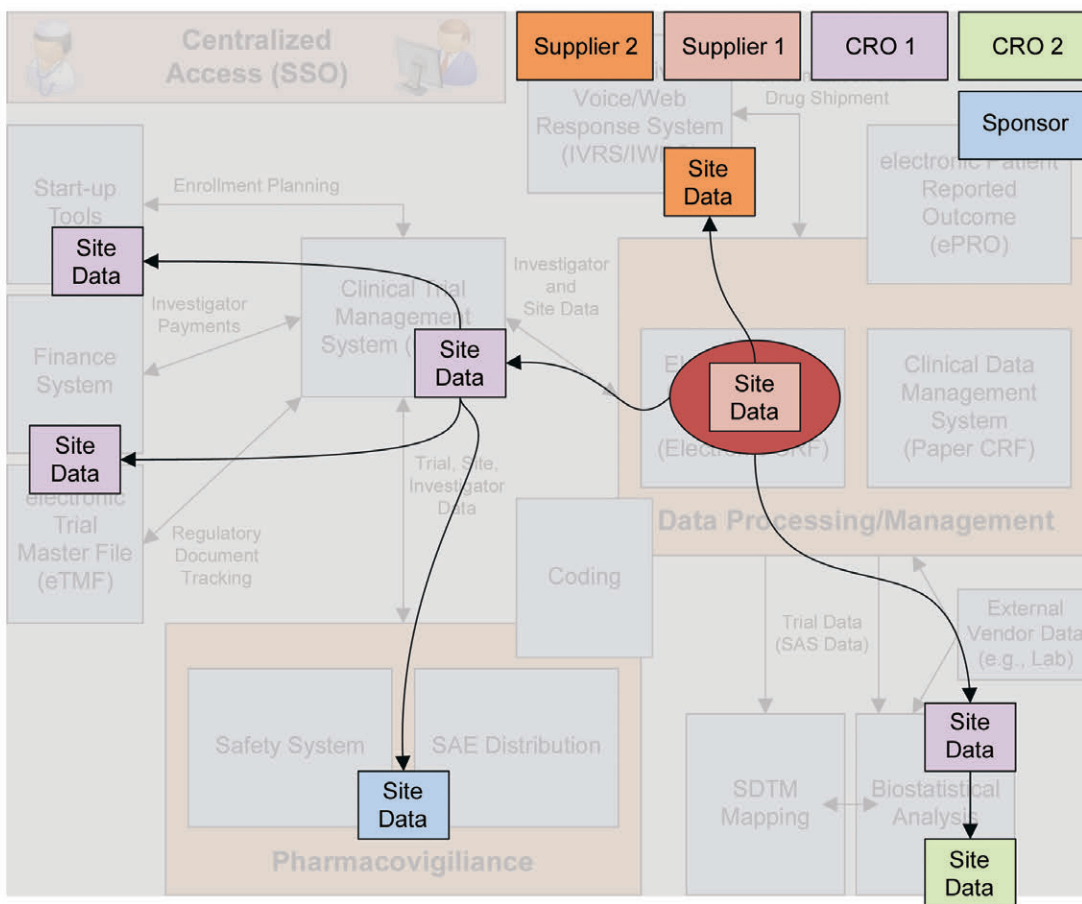 Centralized
Access (SSO)
Supplier 2
Supplier 1
CRO 1
CRO 2
Sponsor
Voice/Web
Response System
Drug Shipment
Site
Data
electronic Patient
Reported
Outcome
(ePRO)
Start-up
Tools
Enrollment Planning
Site
Data
Investigator
and
Site Data
Clinical Trial
Management
System
Investigator
Payments
Finance
System
Site
Data
Site
Data
Clinical Data
Management
System
(Paper CRF)
Site
Data
electronic
Trial
Master File
(eTMF)
Trial, Site,
Investigator
Data
Regulatory
Document
Tracking
Data Processing/Management
Coding
Trial Data
(SAS Data)
External
Vendor Data
(e.g., Lab)
Safety System
SAE Distribution
Site
Data
Site
Data
SDTM
Mapping
Biostatistical
Analysis
Pharmacovigiliance
Site
Data